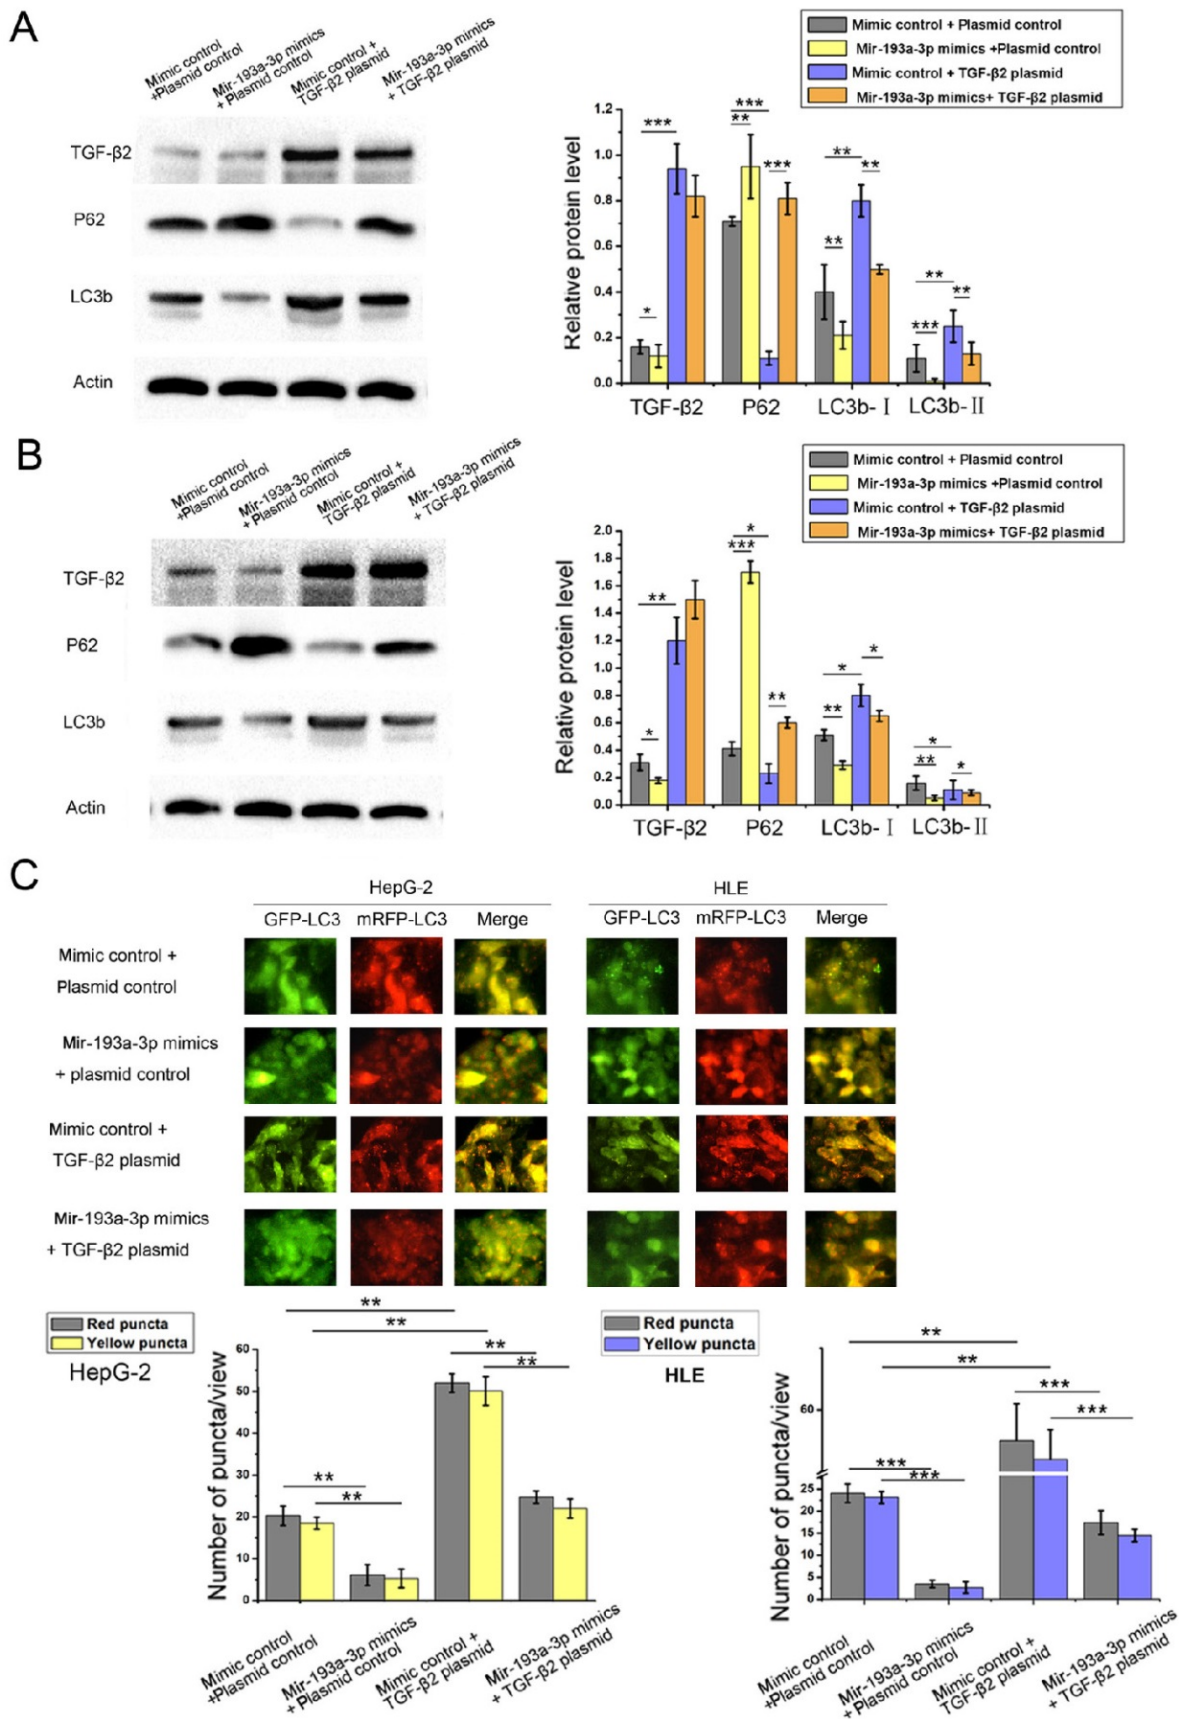 A
Mimic control
+Plasmid control
Mir-193a-3p mimics
+ Plasmid control
Mimic control +
TGF-β2 plasmid
Mir-193a-3p mimics
+ TGF-β2 plasmid
TGF-β2
P62
LC3b
Actin
Mimic control + Plasmid control
Mir-193a-3p mimics +Plasmid control
Mimic control + TGF-β2 plasmid
Mir-193a-3p mimics+ TGF-β2 plasmid
Relative protein level
1.2
1.0
0.8
0.6
0.4
0.2
0.0
*
***
**
***
***
**
**
**
***
**
**
TGF-β2
P62
LC3b-Ⅰ
LC3b-Ⅱ
B
Mimic control
+Plasmid control
Mir-193a-3p mimics
+ Plasmid control
Mimic control +
TGF-β2 plasmid
Mir-193a-3p mimics
+ TGF-β2 plasmid
TGF-β2
P62
LC3b
Actin
Mimic control + Plasmid control
Mir-193a-3p mimics +Plasmid control
Mimic control + TGF-β2 plasmid
Mir-193a-3p mimics+ TGF-β2 plasmid
Relative protein level
2.0
1.8
1.6
1.4
1.2
1.0
0.8
0.6
0.4
0.2
0.0
*
**
*
***
**
*
**
*
*
**
*
TGF-β2
P62
LC3b-Ⅰ
LC3b-Ⅱ
C
HepG-2
HLE
GFP-LC3
mRFP-LC3
Merge
GFP-LC3
mRFP-LC3
Merge
Mimic control +
Plasmid control
Mir-193a-3p mimics
+ plasmid control
Mimic control +
TGF-β2 plasmid
Mir-193a-3p mimics
+ TGF-β2 plasmid
Red puncta
Yellow puncta
HepG-2
Number of puncta/view
60
50
40
30
20
10
0
**
**
**
**
**
**
Mimic control
+Plasmid control
Mir-193a-3p mimics
+ Plasmid control
Mimic control +
TGF-β2 plasmid
Mir-193a-3p mimics
+ TGF-β2 plasmid
Red puncta
Yellow puncta
HLE
Number of puncta/view
60
25
20
15
10
5
0
**
**
***
***
***
***
Mimic control
+Plasmid control
Mir-193a-3p mimics
+ Plasmid control
Mimic control +
TGF-β2 plasmid
Mir-193a-3p mimics
+ TGF-β2 plasmid